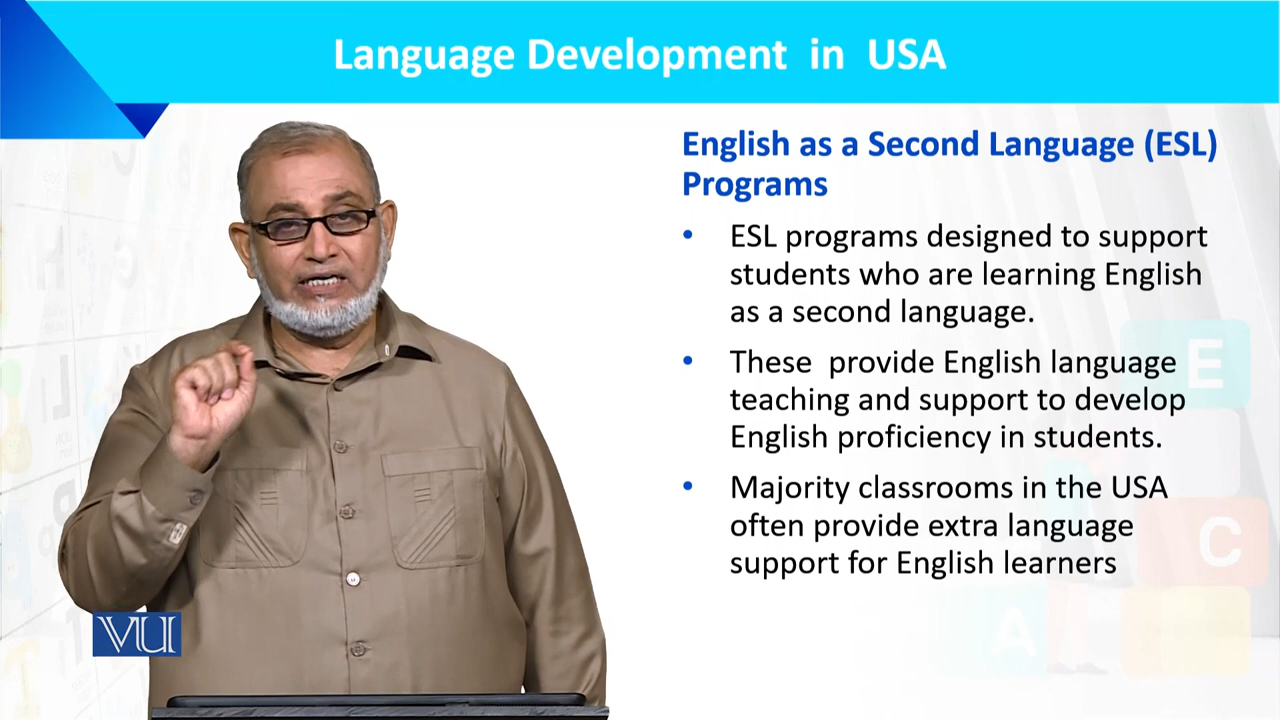 Language Development in USA
English as a Second Language (ESL)
Programs
• ESL programs designed to support
students who are learning English
as a second language.
• These provide English language
teaching and support to develop
English proficiency in students.
• Majority classrooms in the USA
often provide extra language
support for English learners
VU
E
C
A